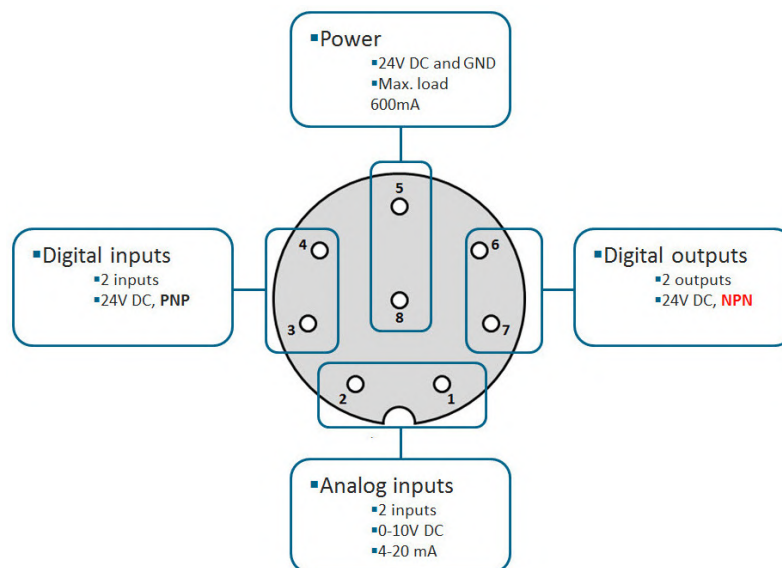 ▪Power
▪24V DC and GND
▪Max. load
600mA
5
▪Digital inputs
▪2 inputs
▪24V DC, PNP
4
6
▪Digital outputs
▪2 outputs
▪24V DC, NPN
3
8
7
2
1
▪Analog inputs
▪2 inputs
▪0-10V DC
▪4-20 mA